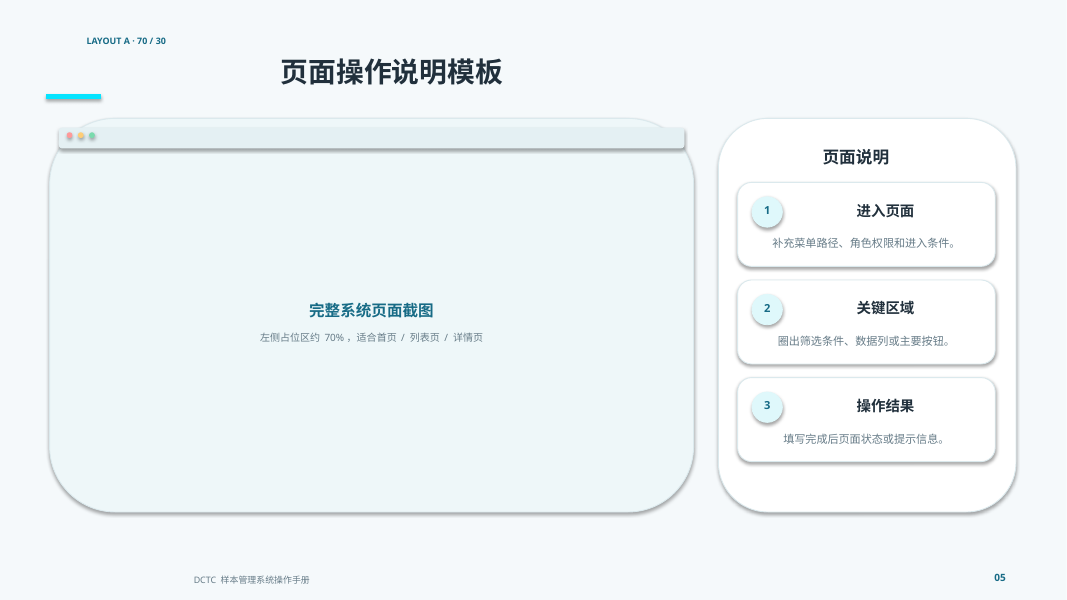 LAYOUT A · 70 / 30
页面操作说明模板
完整系统页面截图
左侧占位区约 70%，适合首页 / 列表页 / 详情页
页面说明
1
进入页面
补充菜单路径、角色权限和进入条件。
2
关键区域
圈出筛选条件、数据列或主要按钮。
3
操作结果
填写完成后页面状态或提示信息。
DCTC 样本管理系统操作手册
05